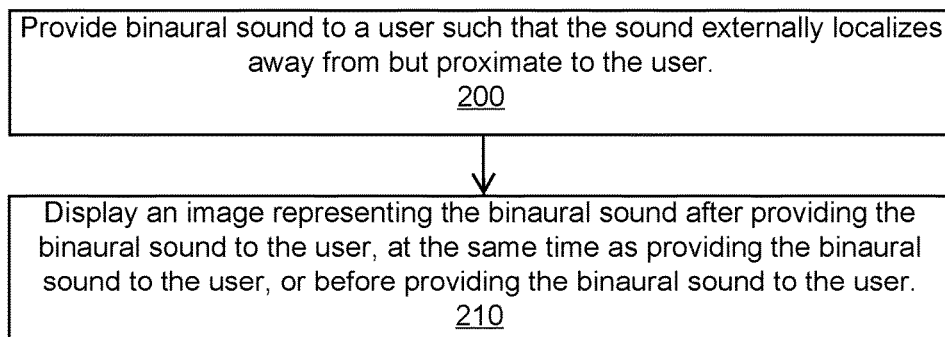 Provide binaural sound to a user such that the sound externally localizes
away from but proximate to the user.
200
Display an image representing the binaural sound after providing the
binaural sound to the user, at the same time as providing the binaural
sound to the user, or before providing the binaural sound to the user.
210